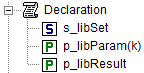 Declaration
S s_libSet
P p_libParam(k)
P p_libResult